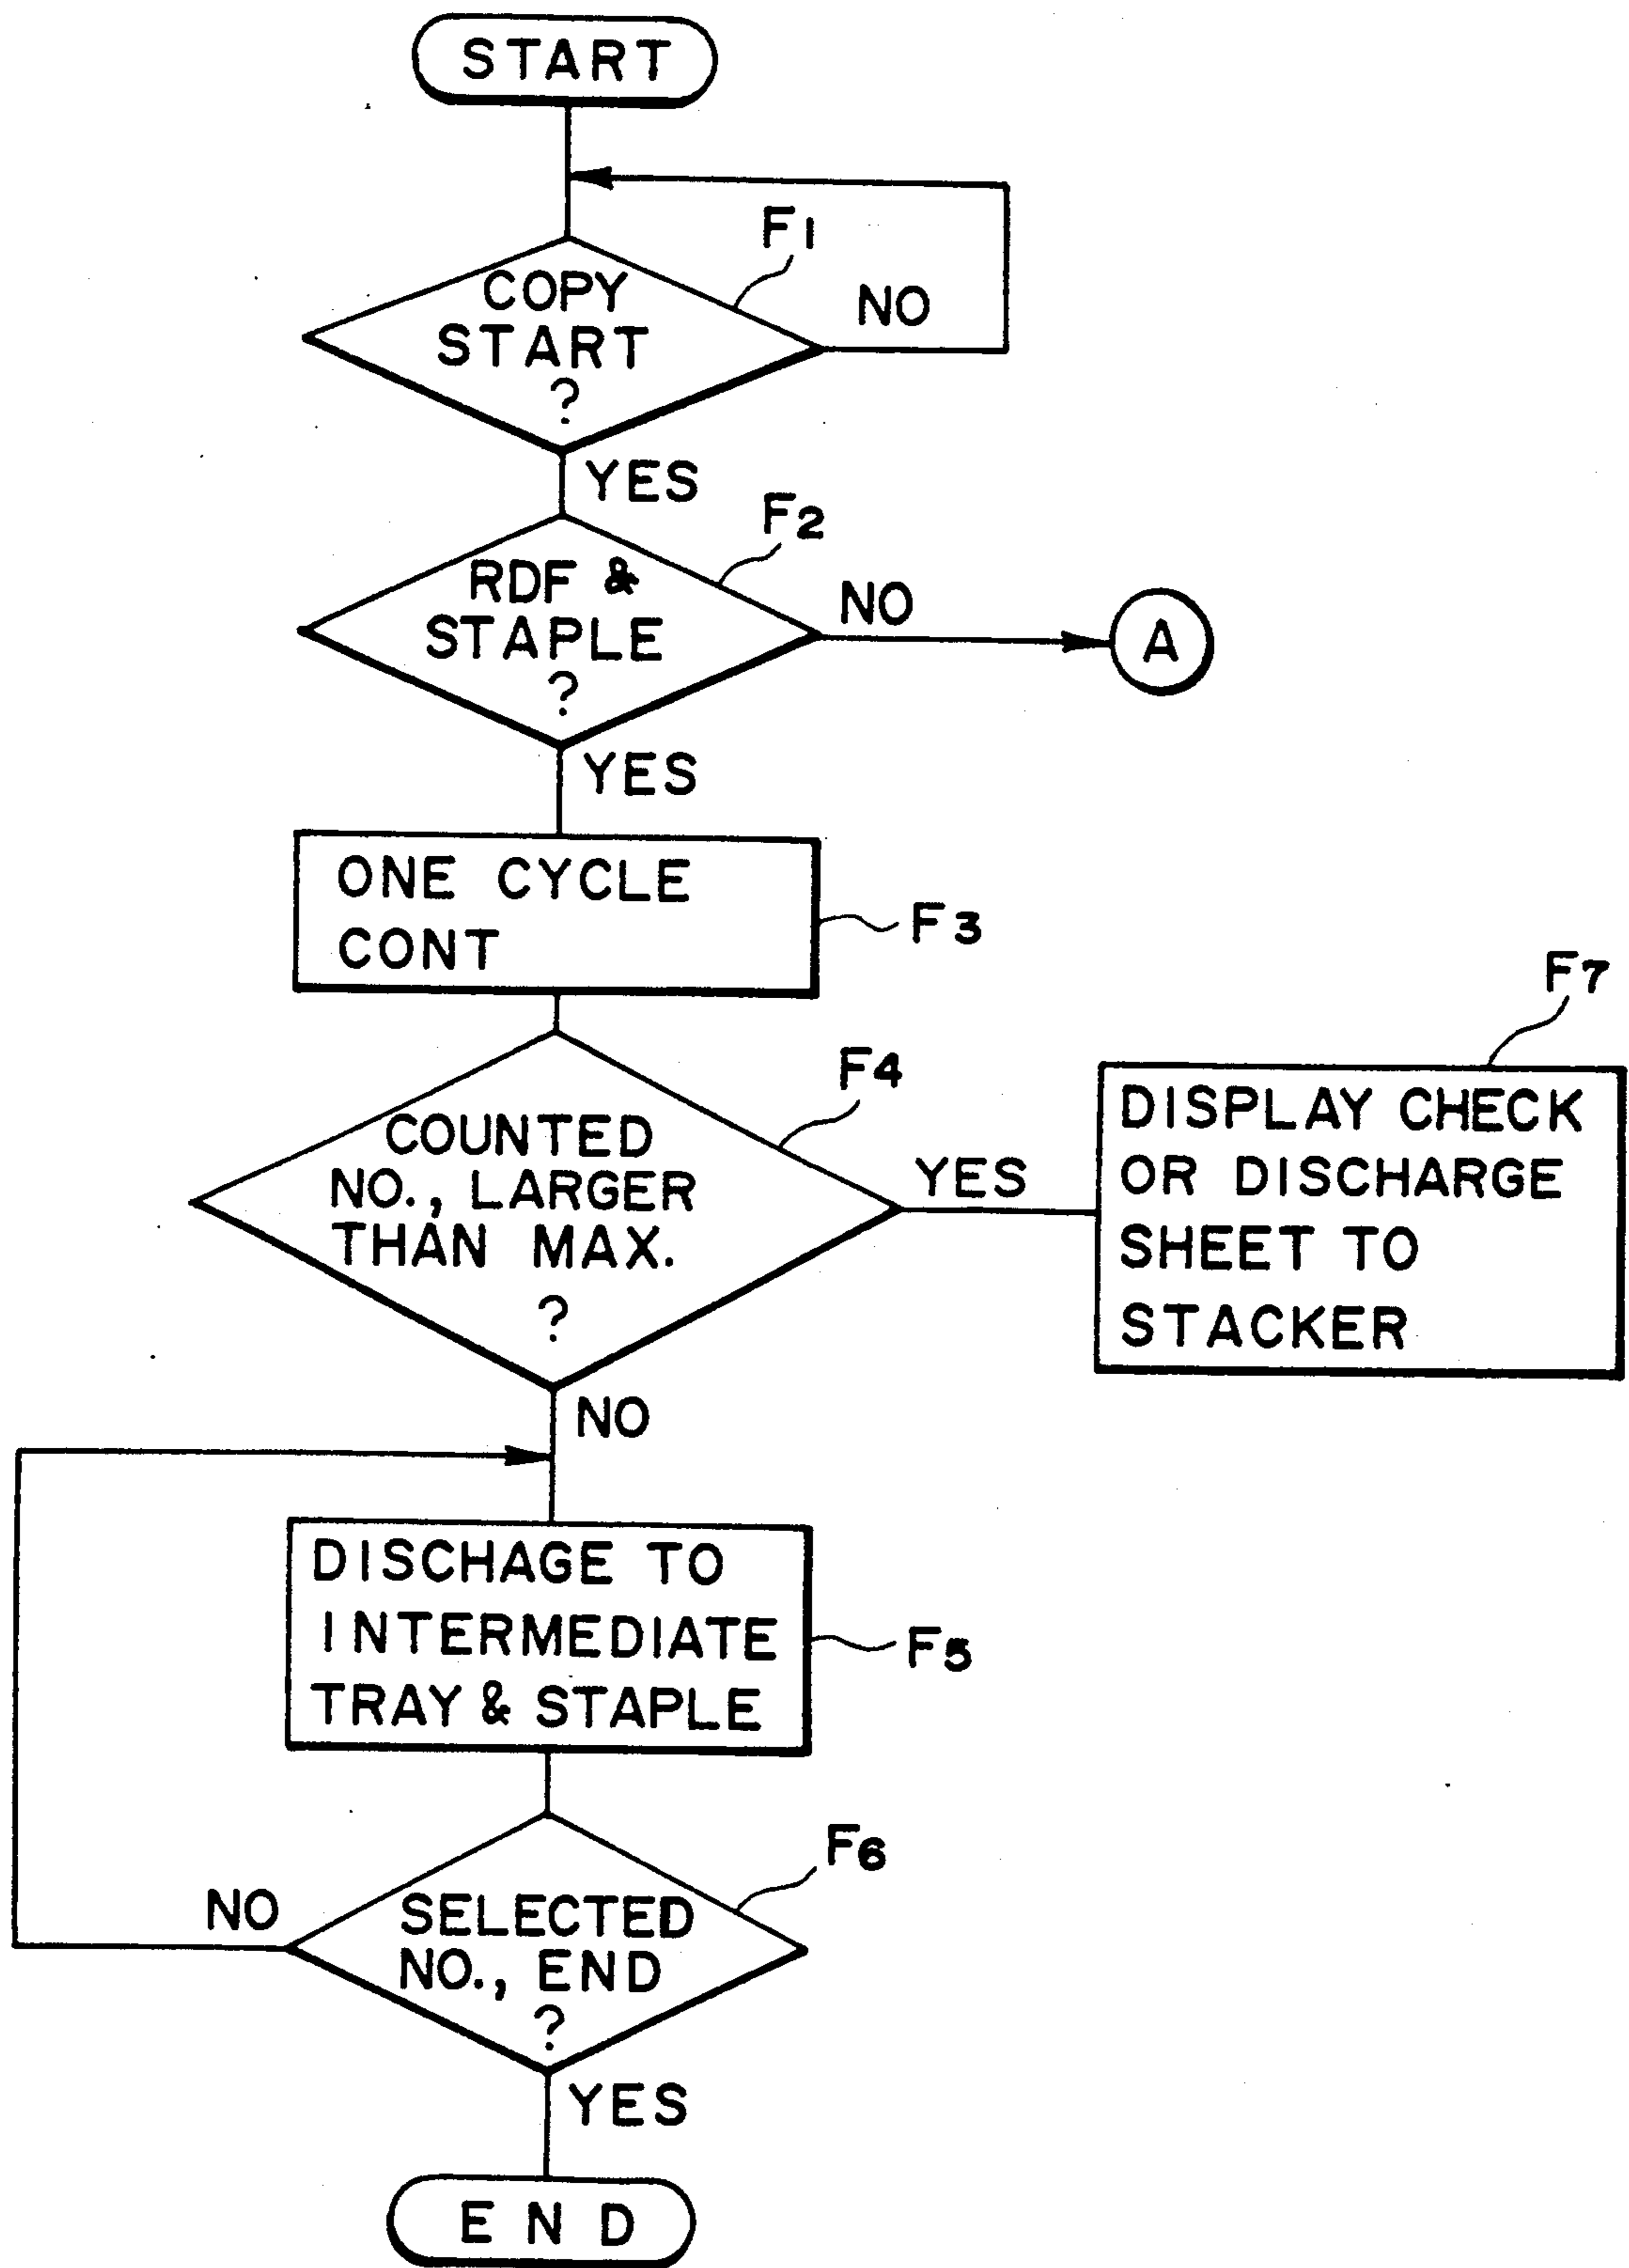 START
F1
COPY
START
?
NO
YES
F2
RDF &
STAPLE
?
NO
A
YES
ONE CYCLE
CONT
F3
F4
COUNTED
NO., LARGER
THAN MAX.
?
YES
F7
DISPLAY CHECK
OR DISCHARGE
SHEET TO
STACKER
NO
DISCHAGE TO
INTERMEDIATE
TRAY & STAPLE
F5
F6
NO
SELECTED
NO., END
?
YES
END